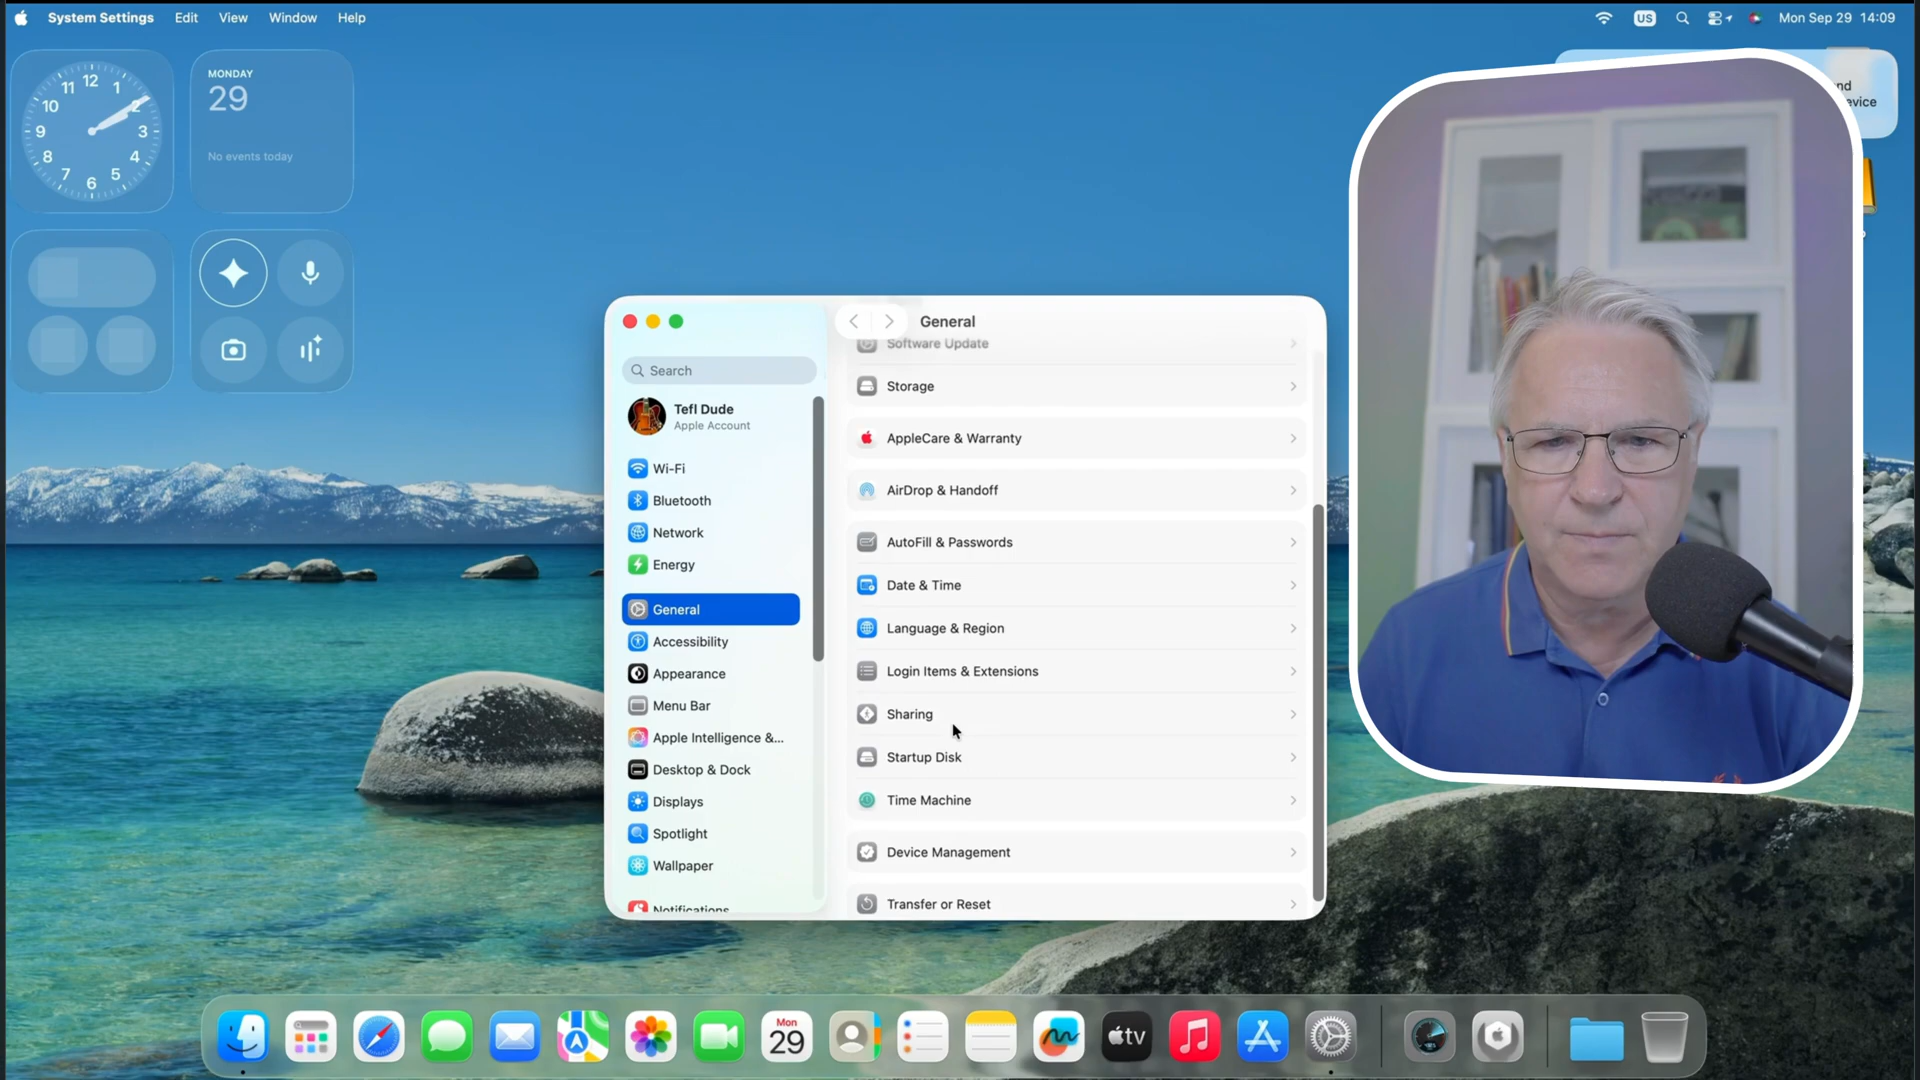 System Settings Edit View Window Help
US Mon Sep 29 14:09
12 1 2 3 4 5 6 7 8 9 10 11
MONDAY
29
No events today
General
Search
Tefl Dude
Apple Account
Wi-Fi
Bluetooth
Network
Energy
General
Accessibility
Appearance
Menu Bar
Apple Intelligence &...
Desktop & Dock
Displays
Spotlight
Wallpaper
Notifications
Software Update
Storage
AppleCare & Warranty
AirDrop & Handoff
AutoFill & Passwords
Date & Time
Language & Region
Login Items & Extensions
Sharing
Startup Disk
Time Machine
Device Management
Transfer or Reset
nd
evice
Mon
29
tv